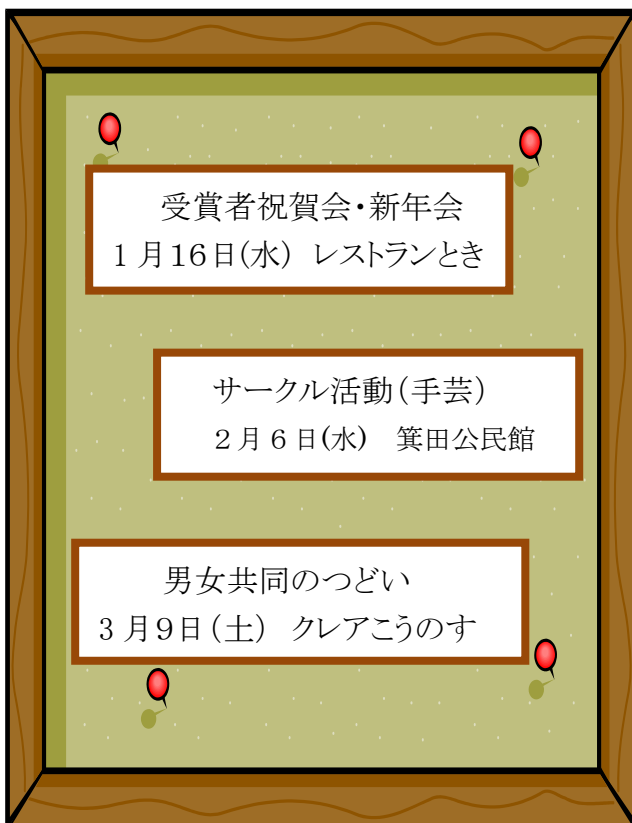 受賞者祝賀会・新年会
1月16日(水) レストランとき
サークル活動(手芸)
2月6日(水) 箕田公民館
男女共同のつどい
3月9日(土) クレアこうのす